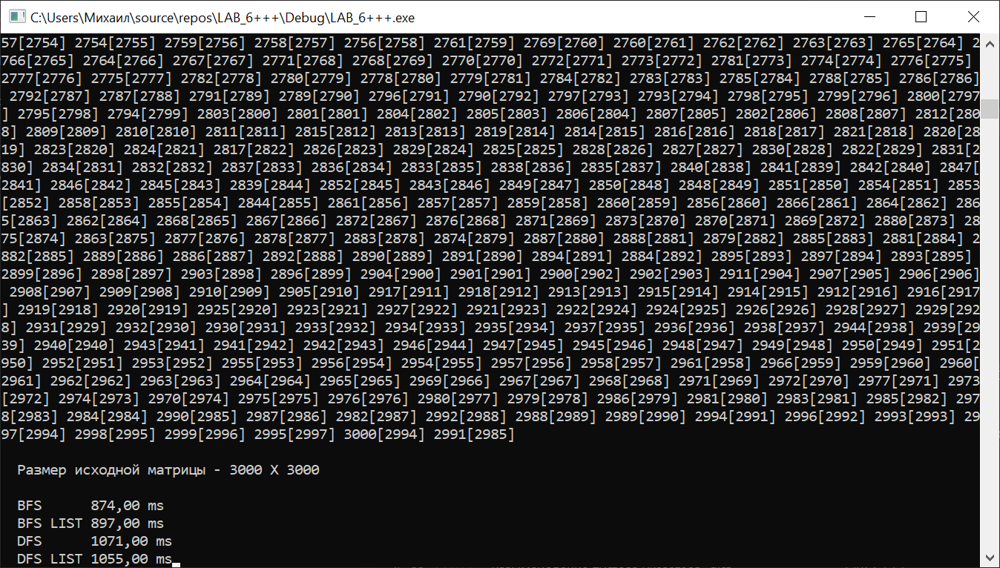 C:\Users\Михаил\source\repos\LAB_6+++\Debug\LAB_6+++.exe
57[2754] 2754[2755] 2759[2756] 2758[2757] 2756[2758] 2761[2759] 2769[2760] 2760[2761] 2762[2762] 2763[2763] 2765[2764] 2
766[2765] 2764[2766] 2767[2767] 2771[2768] 2768[2769] 2770[2770] 2772[2771] 2773[2772] 2781[2773] 2774[2774] 2776[2775]
2777[2776] 2775[2777] 2782[2778] 2780[2779] 2778[2780] 2779[2781] 2784[2782] 2783[2783] 2785[2784] 2788[2785] 2786[2786]
2792[2787] 2787[2788] 2791[2789] 2789[2790] 2796[2791] 2790[2792] 2797[2793] 2793[2794] 2798[2795] 2799[2796] 2800[2797
] 2795[2798] 2794[2799] 2803[2800] 2801[2801] 2804[2802] 2805[2803] 2806[2804] 2807[2805] 2802[2806] 2808[2807] 2812[280
8] 2809[2809] 2810[2810] 2811[2811] 2815[2812] 2813[2813] 2819[2814] 2814[2815] 2816[2816] 2818[2817] 2821[2818] 2820[28
19] 2823[2820] 2824[2821] 2817[2822] 2826[2823] 2829[2824] 2825[2825] 2828[2826] 2827[2827] 2830[2828] 2822[2829] 2831[2
830] 2834[2831] 2832[2832] 2837[2833] 2836[2834] 2833[2835] 2838[2836] 2835[2837] 2840[2838] 2841[2839] 2842[2840] 2847[
2841] 2846[2842] 2845[2843] 2839[2844] 2852[2845] 2843[2846] 2849[2847] 2850[2848] 2848[2849] 2851[2850] 2854[2851] 2853
[2852] 2858[2853] 2855[2854] 2844[2855] 2861[2856] 2857[2857] 2859[2858] 2860[2859] 2856[2860] 2866[2861] 2864[2862] 286
5[2863] 2862[2864] 2868[2865] 2867[2866] 2872[2867] 2876[2868] 2871[2869] 2873[2870] 2870[2871] 2869[2872] 2880[2873] 28
75[2874] 2863[2875] 2877[2876] 2878[2877] 2883[2878] 2874[2879] 2887[2880] 2888[2881] 2879[2882] 2885[2883] 2881[2884] 2
882[2885] 2889[2886] 2886[2887] 2892[2888] 2890[2889] 2891[2890] 2894[2891] 2884[2892] 2895[2893] 2897[2894] 2893[2895]
2899[2896] 2898[2897] 2903[2898] 2896[2899] 2904[2900] 2901[2901] 2900[2902] 2902[2903] 2911[2904] 2907[2905] 2906[2906]
2908[2907] 2909[2908] 2910[2909] 2905[2910] 2917[2911] 2918[2912] 2913[2913] 2915[2914] 2914[2915] 2912[2916] 2916[2917
] 2919[2918] 2920[2919] 2925[2920] 2923[2921] 2927[2922] 2921[2923] 2922[2924] 2924[2925] 2926[2926] 2928[2927] 2929[292
8] 2931[2929] 2932[2930] 2930[2931] 2933[2932] 2934[2933] 2935[2934] 2937[2935] 2936[2936] 2938[2937] 2944[2938] 2939[29
39] 2940[2940] 2943[2941] 2941[2942] 2942[2943] 2946[2944] 2947[2945] 2945[2946] 2948[2947] 2949[2948] 2950[2949] 2951[2
950] 2952[2951] 2953[2952] 2955[2953] 2956[2954] 2954[2955] 2957[2956] 2958[2957] 2961[2958] 2966[2959] 2959[2960] 2960[
2961] 2962[2962] 2963[2963] 2964[2964] 2965[2965] 2969[2966] 2967[2967] 2968[2968] 2971[2969] 2972[2970] 2977[2971] 2973
[2972] 2974[2973] 2970[2974] 2975[2975] 2976[2976] 2980[2977] 2979[2978] 2986[2979] 2981[2980] 2983[2981] 2985[2982] 297
8[2983] 2984[2984] 2990[2985] 2987[2986] 2982[2987] 2992[2988] 2988[2989] 2989[2990] 2994[2991] 2996[2992] 2993[2993] 29
97[2994] 2998[2995] 2999[2996] 2995[2997] 3000[2994] 2991[2985]
Размер исходной матрицы - 3000 X 3000
BFS 874,00 ms
BFS LIST 897,00 ms
DFS 1071,00 ms
DFS LIST 1055,00 ms